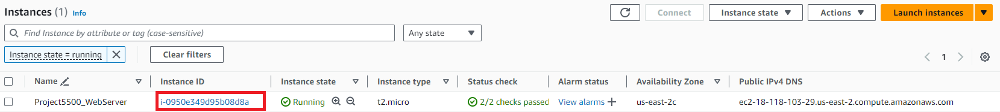 Instances (1) Info Connect Instance state Actions Launch instances
Find Instance by attribute or tag (case-sensitive) Any state
Instance state = running Clear filters 1
Name Instance ID Instance state Instance type Status check Alarm status Availability Zone Public IPv4 DNS
Project5500_WebServer i-0950e349d95b08d8a Running t2.micro 2/2 checks passed View alarms us-east-2c ec2-18-118-103-29.us-east-2.compute.amazonaws.com